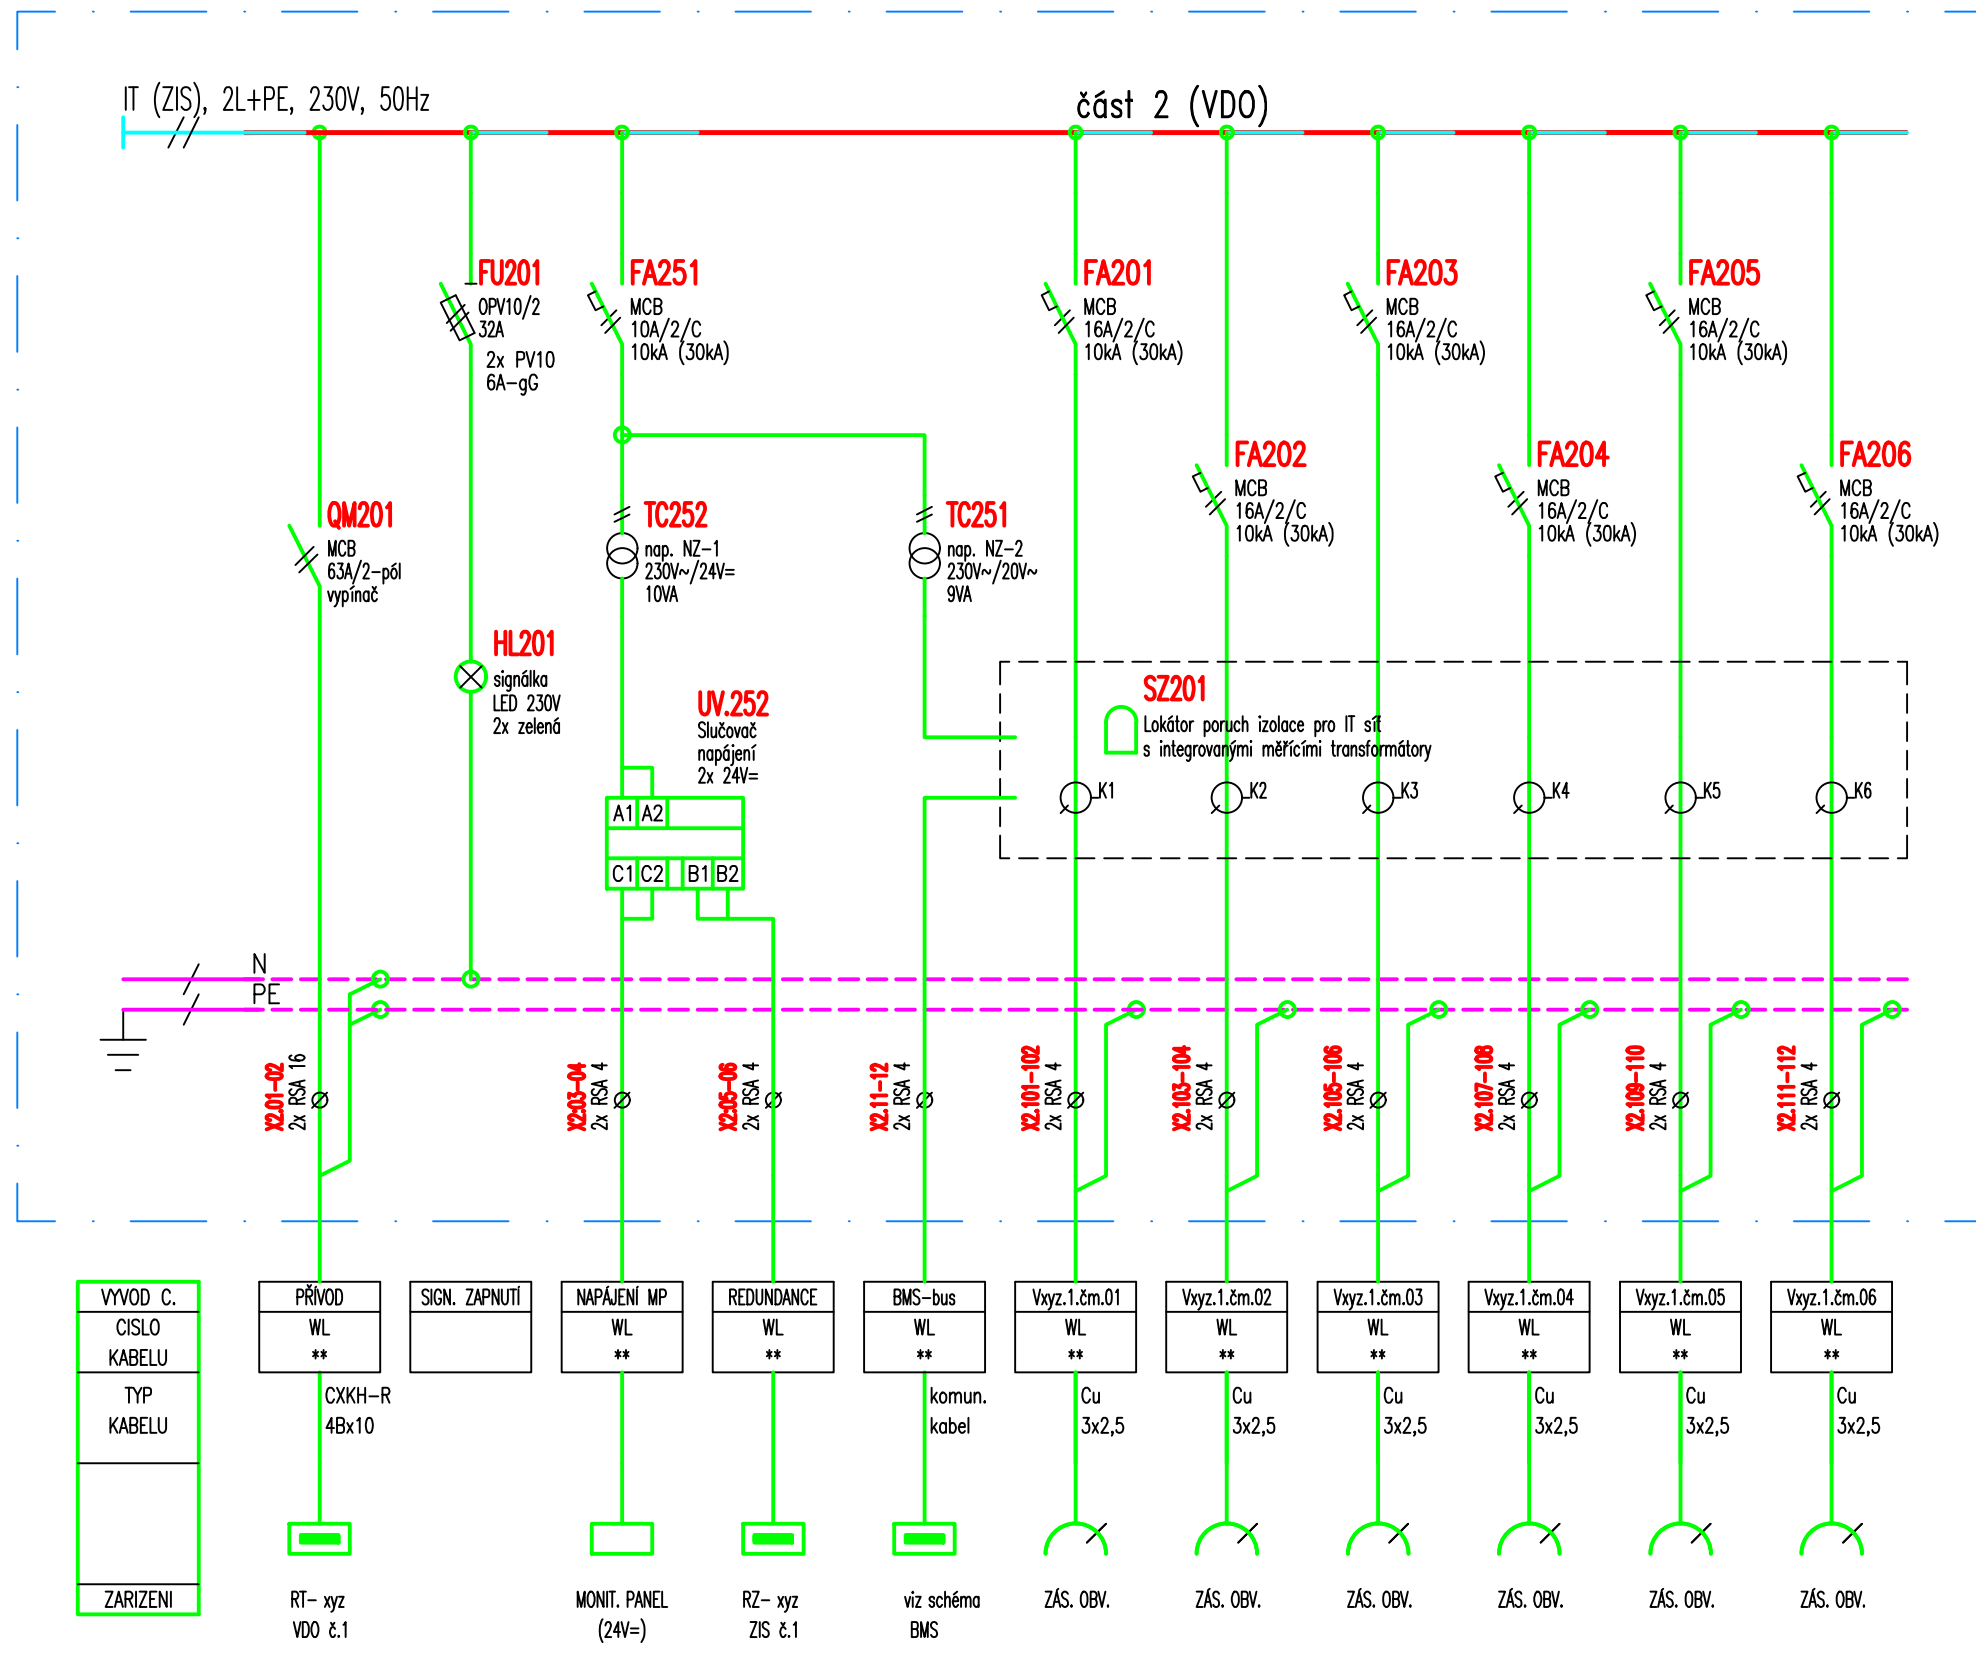 IT (ZIS), 2L+PE, 230V, 50Hz
část 2 (VDO)
FU201
OPV10/2
32A
2x PV10
6A-gG
FA251
MCB
10A/2/C
10kA (30kA)
FA201
MCB
16A/2/C
10kA (30kA)
FA203
MCB
16A/2/C
10kA (30kA)
FA205
MCB
16A/2/C
10kA (30kA)
FA202
MCB
16A/2/C
10kA (30kA)
FA204
MCB
16A/2/C
10kA (30kA)
FA206
MCB
16A/2/C
10kA (30kA)
QM201
MCB
63A/2-pól
vypínač
TC252
nap. NZ-1
230V~/24V=
10VA
TC251
nap. NZ-2
230V~/20V~
9VA
HL201
signálka
LED 230V
2x zelená
UV.252
Slučovač
napájení
2x 24V=
SZ201
Lokátor poruch izolace pro IT síť
s integrovanými měřícími transformátory
K1
K2
K3
K4
K5
K6
A1 A2
C1 C2 B1 B2
N
PE
X2.01-02
2x RSA 16
X2:03-04
2x RSA 4
X2:05-06
2x RSA 4
X2.11-12
2x RSA 4
X2.101-102
2x RSA 4
X2.103-104
2x RSA 4
X2.105-106
2x RSA 4
X2.107-108
2x RSA 4
X2.109-110
2x RSA 4
X2.111-112
2x RSA 4
VYVOD C.
CISLO
KABELU
TYP
KABELU
ZARIZENI
PŘÍVOD
WL
**
CXKH-R
4Bx10
RT- xyz
VDO č.1
SIGN. ZAPNUTÍ
NAPÁJENÍ MP
WL
**
MONIT. PANEL
(24V=)
REDUNDANCE
WL
**
RZ- xyz
ZIS č.1
BMS-bus
WL
**
komun.
kabel
viz schéma
BMS
Vxyz.1.čm.01
WL
**
Cu
3x2,5
ZÁS. OBV.
Vxyz.1.čm.02
WL
**
Cu
3x2,5
ZÁS. OBV.
Vxyz.1.čm.03
WL
**
Cu
3x2,5
ZÁS. OBV.
Vxyz.1.čm.04
WL
**
Cu
3x2,5
ZÁS. OBV.
Vxyz.1.čm.05
WL
**
Cu
3x2,5
ZÁS. OBV.
Vxyz.1.čm.06
WL
**
Cu
3x2,5
ZÁS. OBV.